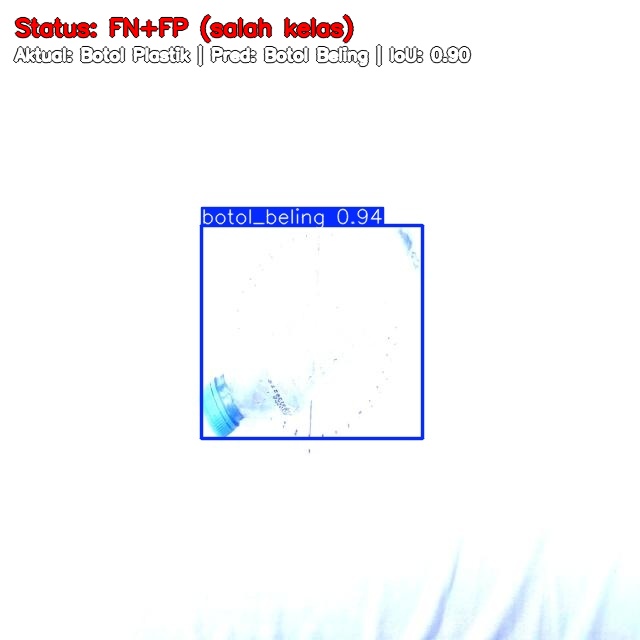 Status: FN+FP (salah kelas)
Aktual: Botol Plastik | Pred: Botol Beling | IoU: 0.90
botol_beling 0.94